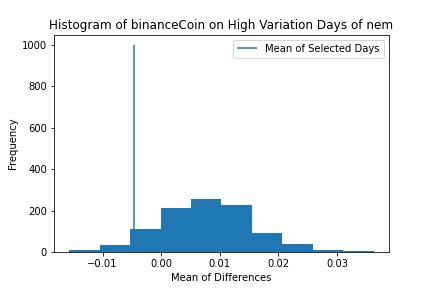 Histogram of binanceCoin on High Variation Days of nem
Mean of Selected Days
1000
800
600
400
200
0
Frequency
−0.01 0.00 0.01 0.02 0.03
Mean of Differences